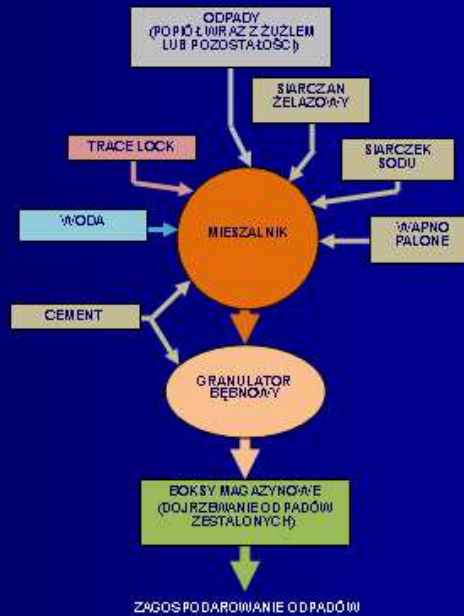 ODPADY
(POPIÓŁ WRAZ Z ŻUŻLEM
LUB POZOSTAŁOŚCI)
SIARCZAN
ŻELAZOWY
TRACE LOCK
SIARCZEK
SODU
WODA
MIESZALNIK
WAPNO
PALONE
CEMENT
GRANULATOR
BĘBNOWY
BOKSY MAGAZYNOWE
(DOJRZEWANIE ODPADÓW
ZESTALONYCH)
ZAGOSPODAROWANIE ODPADÓW